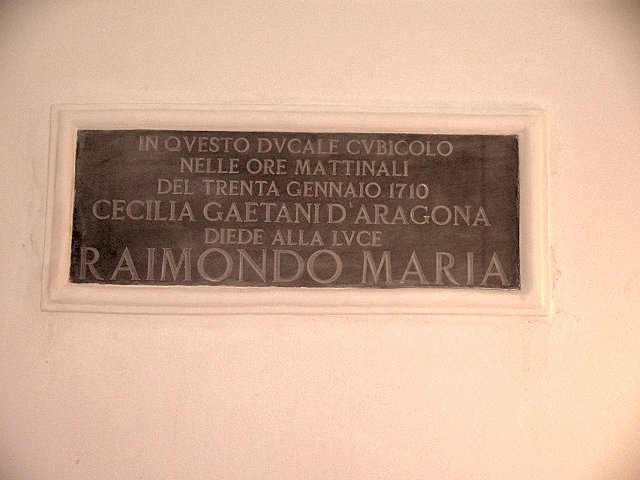 IN QVESTO DVCALE CVBICOLO
NELLE ORE MATTINALI
DEL TRENTA GENNAIO 1710
CECILIA GAETANI D'ARAGONA
DIEDE ALLA LVCE
RAIMONDO MARIA